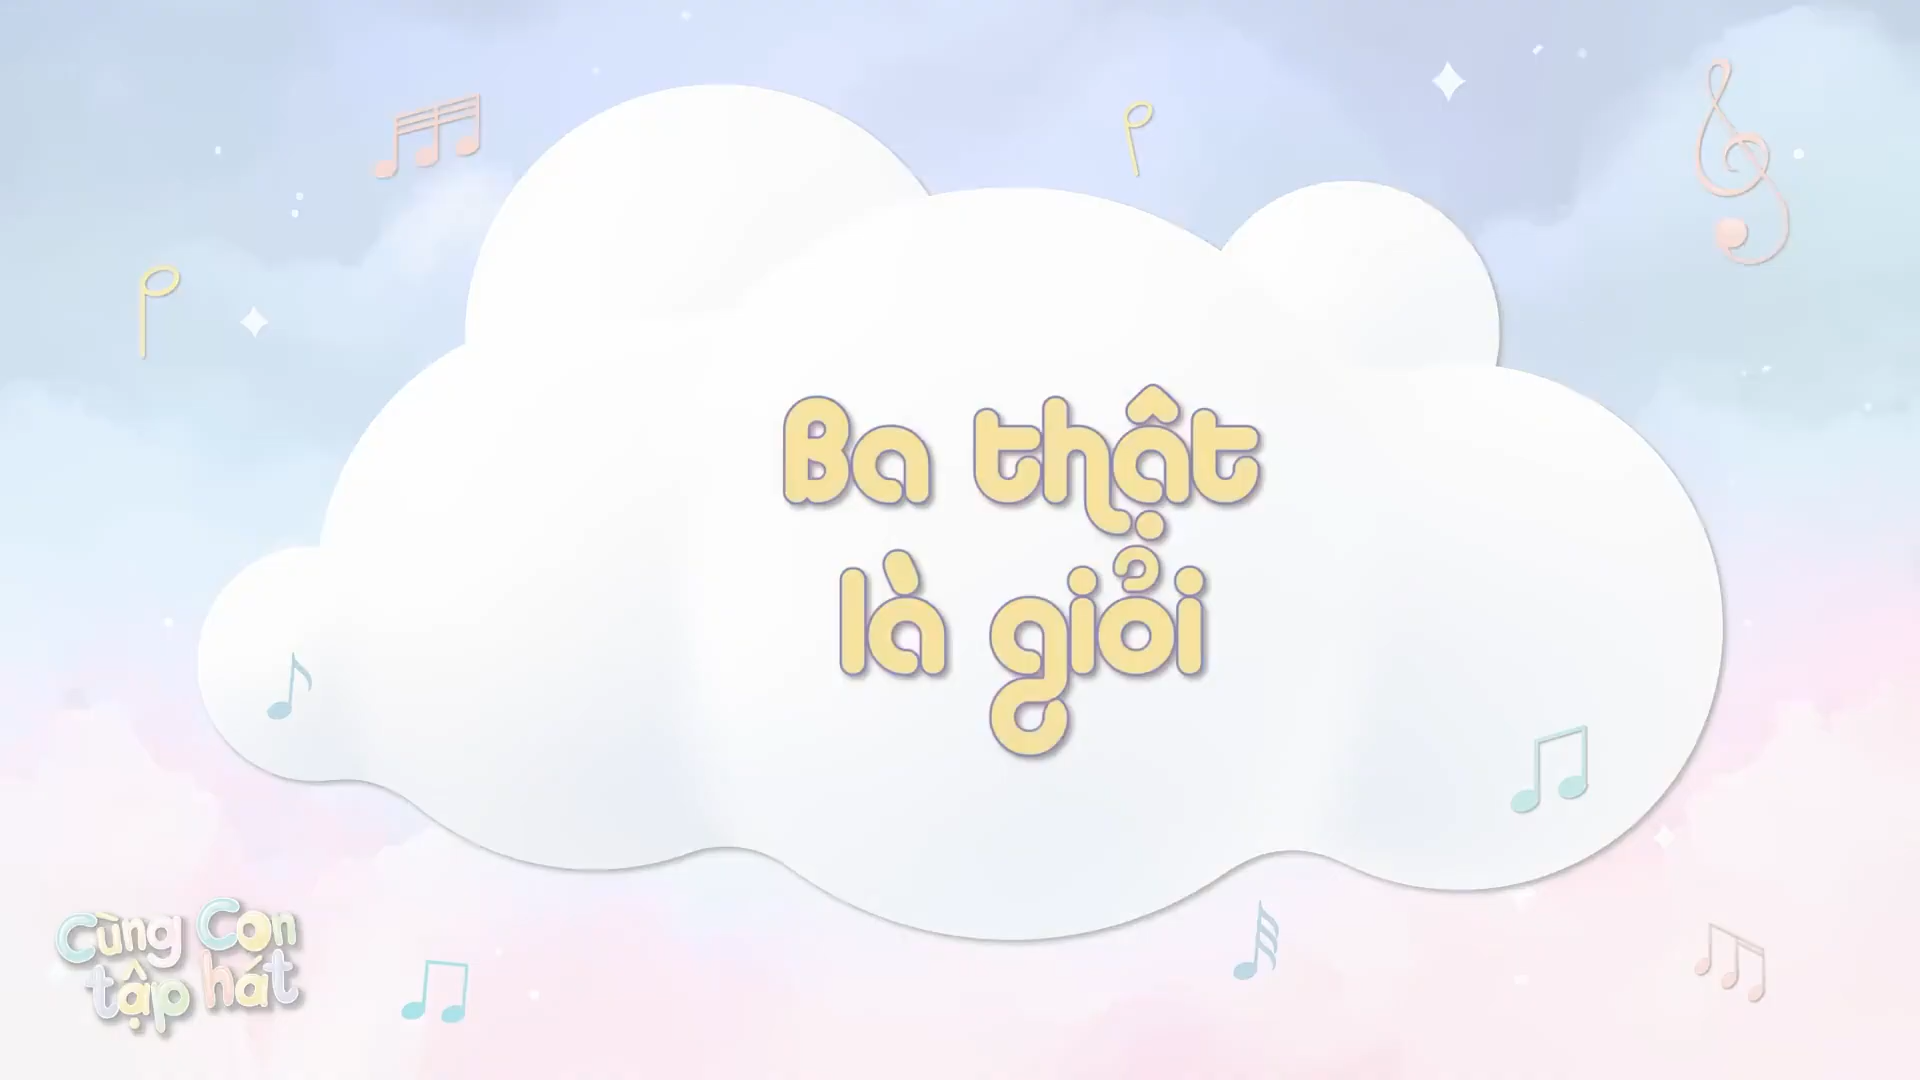 Ba thật
là giỏi
Cùng Con
tập hát